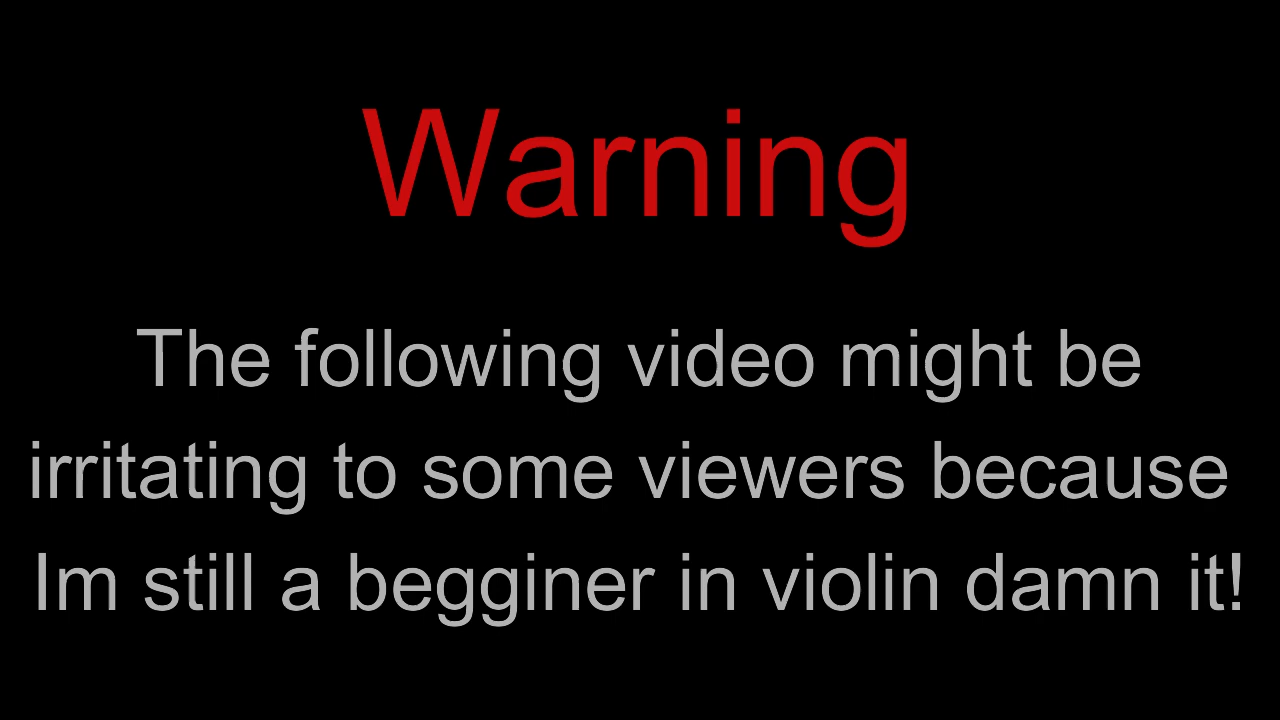 Warning
The following video might be
irritating to some viewers because
Im still a begginer in violin damn it!